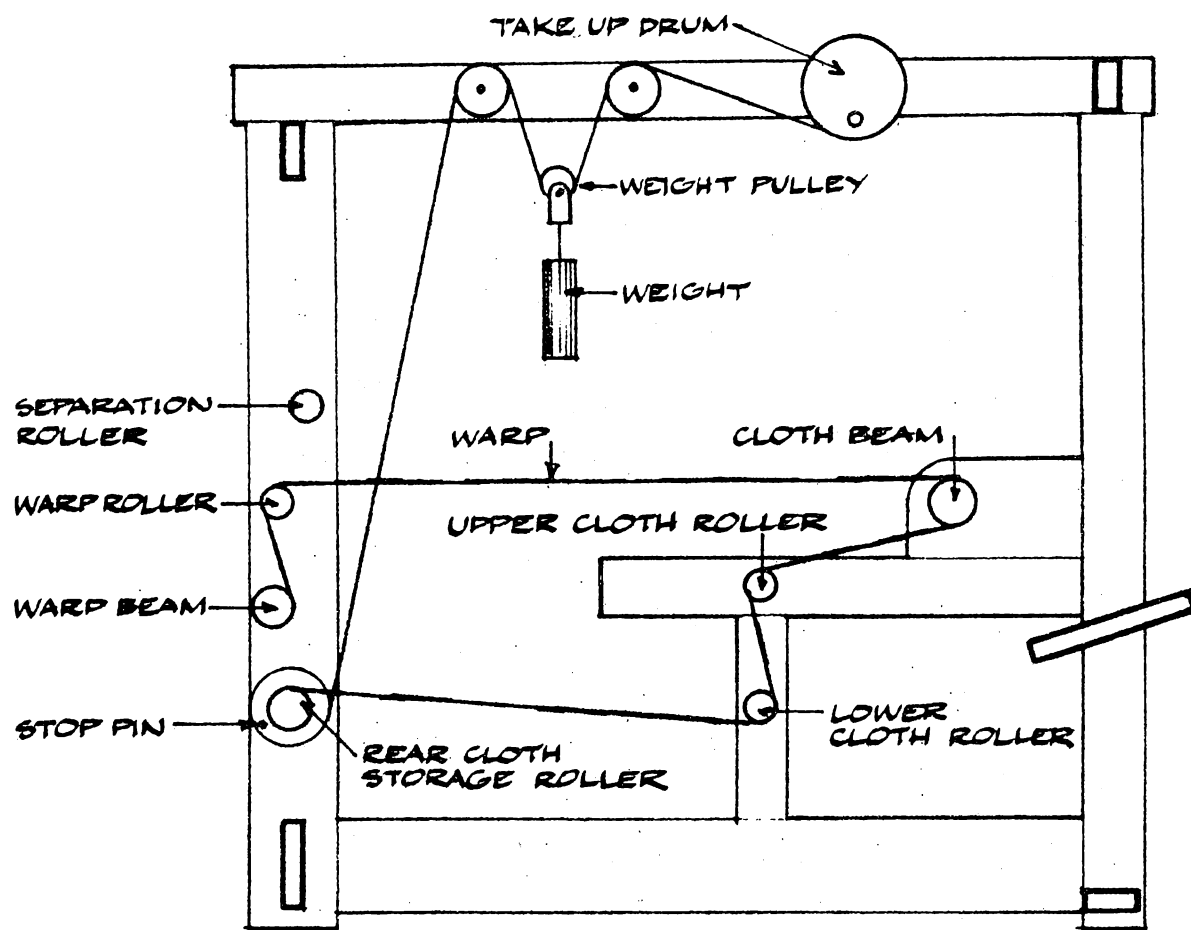 TAKE UP DRUM
WEIGHT PULLEY
WEIGHT
SEPARATION
ROLLER
WARP
CLOTH BEAM
WARP ROLLER
UPPER CLOTH ROLLER
WARP BEAM
STOP PIN
LOWER
CLOTH ROLLER
REAR CLOTH
STORAGE ROLLER